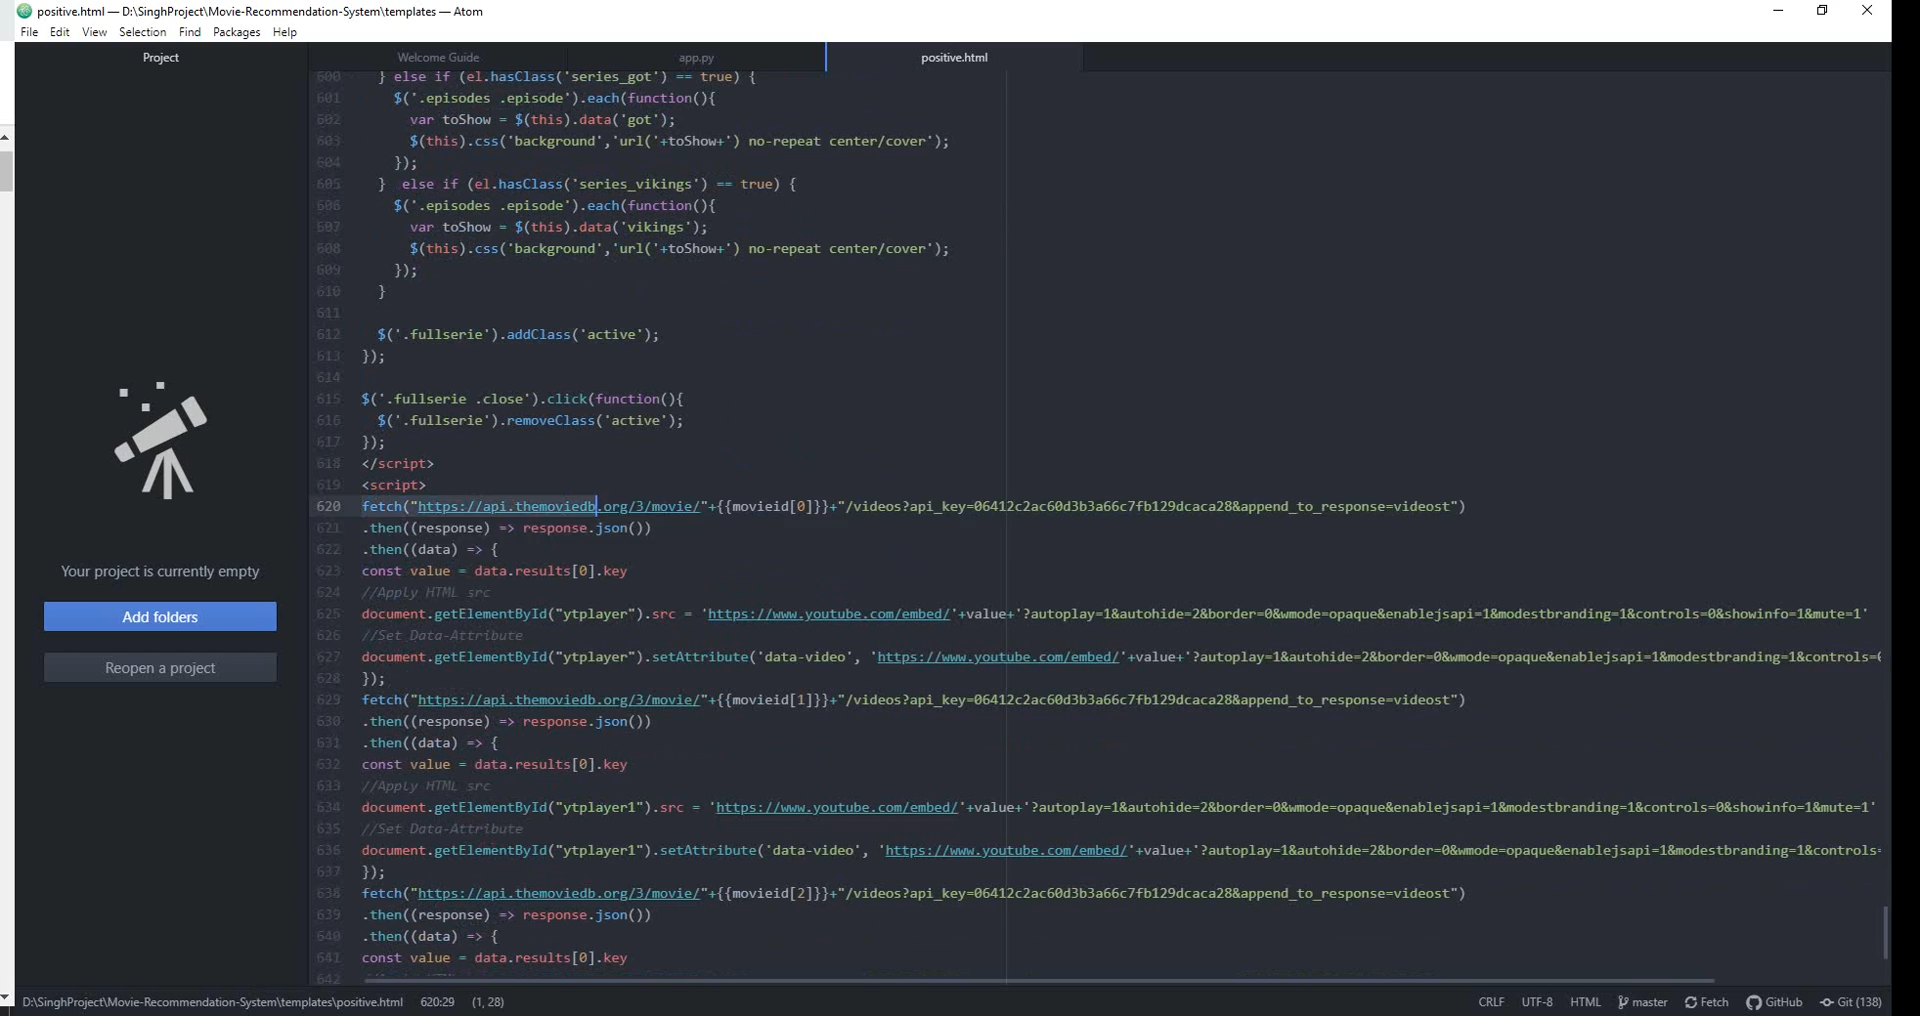 positive.html — D:\SinghProject\Movie-Recommendation-System\templates — Atom
File Edit View Selection Find Packages Help
Project
Welcome Guide app.py positive.html
600 } else if (el.hasClass('series_got') == true) {
601 $('.episodes .episode').each(function(){
602 var toShow = $(this).data('got');
603 $(this).css('background','url('+toShow+') no-repeat center/cover');
604 });
605 } else if (el.hasClass('series_vikings') == true) {
606 $('.episodes .episode').each(function(){
607 var toShow = $(this).data('vikings');
608 $(this).css('background','url('+toShow+') no-repeat center/cover');
609 });
610 }
611
612 $('.fullserie').addClass('active');
613 });
614
615 $('.fullserie .close').click(function(){
616 $('.fullserie').removeClass('active');
617 });
618 </script>
619 <script>
620 fetch("https://api.themoviedb.org/3/movie/"+{{movieid[0]}}+"/videos?api_key=06412c2ac60d3b3a66c7fb129dcaca28&append_to_response=videost")
621 .then((response) => response.json())
622 .then((data) => {
623 const value = data.results[0].key
624 //Apply HTML src
625 document.getElementById("ytplayer").src = 'https://www.youtube.com/embed/'+value+'?autoplay=1&autohide=2&border=0&wmode=opaque&enablejsapi=1&modestbranding=1&controls=0&showinfo=1&mute=1'
626 //Set Data-Attribute
627 document.getElementById("ytplayer").setAttribute('data-video', 'https://www.youtube.com/embed/'+value+'?autoplay=1&autohide=2&border=0&wmode=opaque&enablejsapi=1&modestbranding=1&controls=
628 });
629 fetch("https://api.themoviedb.org/3/movie/"+{{movieid[1]}}+"/videos?api_key=06412c2ac60d3b3a66c7fb129dcaca28&append_to_response=videost")
630 .then((response) => response.json())
631 .then((data) => {
632 const value = data.results[0].key
633 //Apply HTML src
634 document.getElementById("ytplayer1").src = 'https://www.youtube.com/embed/'+value+'?autoplay=1&autohide=2&border=0&wmode=opaque&enablejsapi=1&modestbranding=1&controls=0&showinfo=1&mute=1'
635 //Set Data-Attribute
636 document.getElementById("ytplayer1").setAttribute('data-video', 'https://www.youtube.com/embed/'+value+'?autoplay=1&autohide=2&border=0&wmode=opaque&enablejsapi=1&modestbranding=1&controls=
637 });
638 fetch("https://api.themoviedb.org/3/movie/"+{{movieid[2]}}+"/videos?api_key=06412c2ac60d3b3a66c7fb129dcaca28&append_to_response=videost")
639 .then((response) => response.json())
640 .then((data) => {
641 const value = data.results[0].key
642
Your project is currently empty
Add folders
Reopen a project
D:\SinghProject\Movie-Recommendation-System\templates\positive.html 620:29 (1, 28) CRLF UTF-8 HTML master Fetch GitHub Git (138)